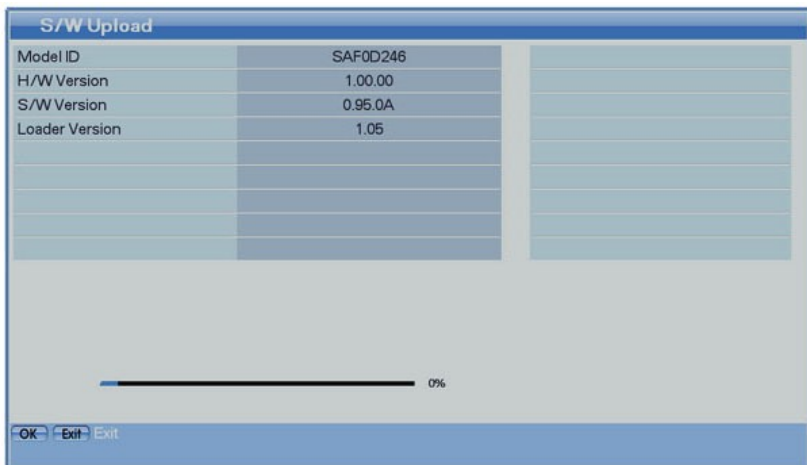 S/W Upload
Model ID SAF0D246
H/W Version 1.00.00
S/W Version 0.95.0A
Loader Version 1.05
0%
OK Exit Exit